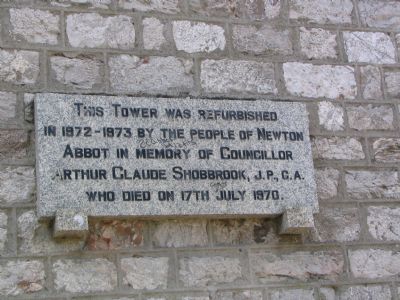 THIS TOWER WAS REFURBISHED
IN 1972-1973 BY THE PEOPLE OF NEWTON
ABBOT IN MEMORY OF COUNCILLOR
ARTHUR CLAUDE SHOBBROOK, J.P., C.A.
WHO DIED ON 17TH JULY 1970.